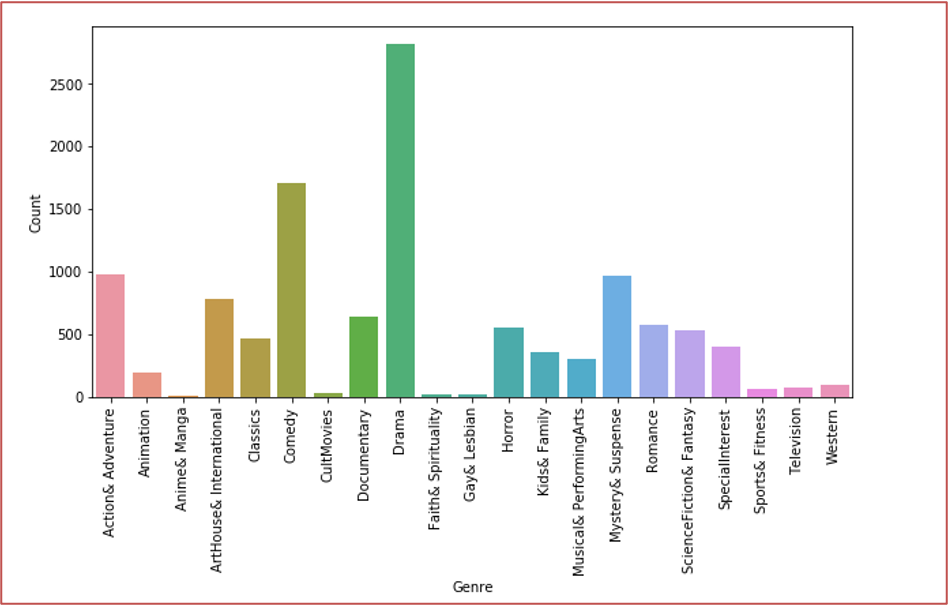 2500
2000
1500
1000
500
0
Count
Action& Adventure
Animation
Anime& Manga
ArtHouse& International
Classics
Comedy
CultMovies
Documentary
Drama
Faith& Spirituality
Gay& Lesbian
Horror
Kids& Family
Musical& PerformingArts
Mystery& Suspense
Romance
ScienceFiction& Fantasy
SpecialInterest
Sports& Fitness
Television
Western
Genre